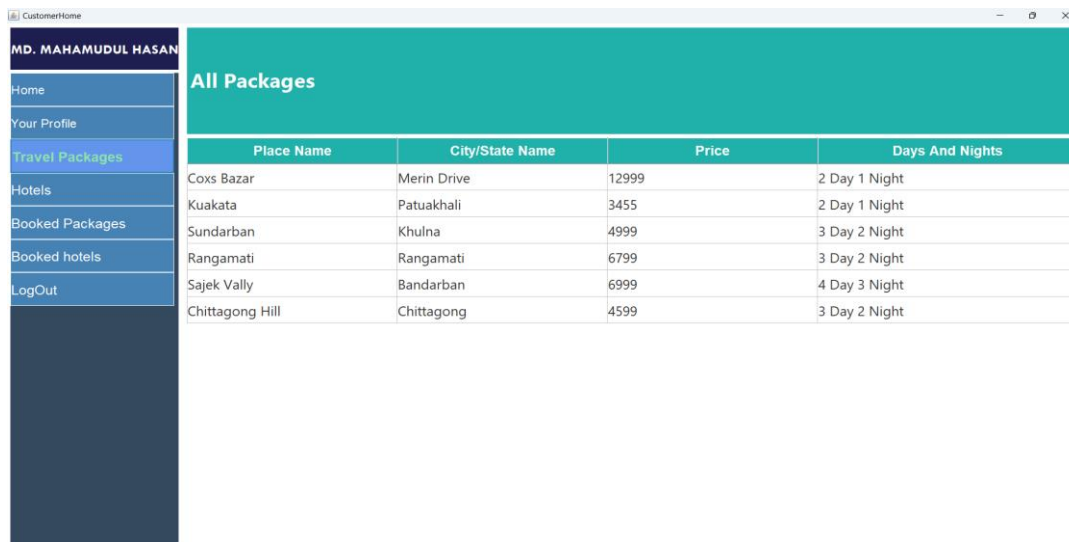 CustomerHome
MD. MAHAMUDUL HASAN
Home
Your Profile
Travel Packages
Hotels
Booked Packages
Booked hotels
LogOut
All Packages
Place Name City/State Name Price Days And Nights
Coxs Bazar Merin Drive 12999 2 Day 1 Night
Kuakata Patuakhali 3455 2 Day 1 Night
Sundarban Khulna 4999 3 Day 2 Night
Rangamati Rangamati 6799 3 Day 2 Night
Sajek Vally Bandarban 6999 4 Day 3 Night
Chittagong Hill Chittagong 4599 3 Day 2 Night